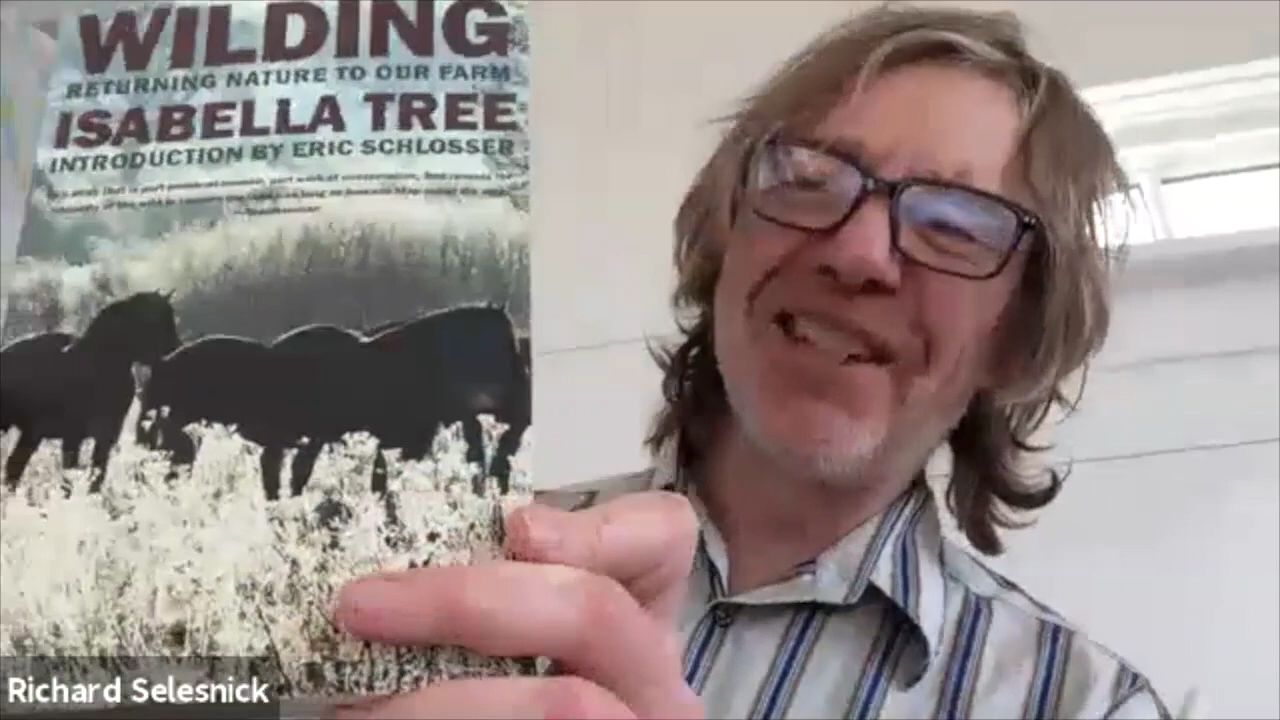 WILDING
RETURNING NATURE TO OUR FARM
ISABELLA TREE
INTRODUCTION BY ERIC SCHLOSSER
Richard Selesnick